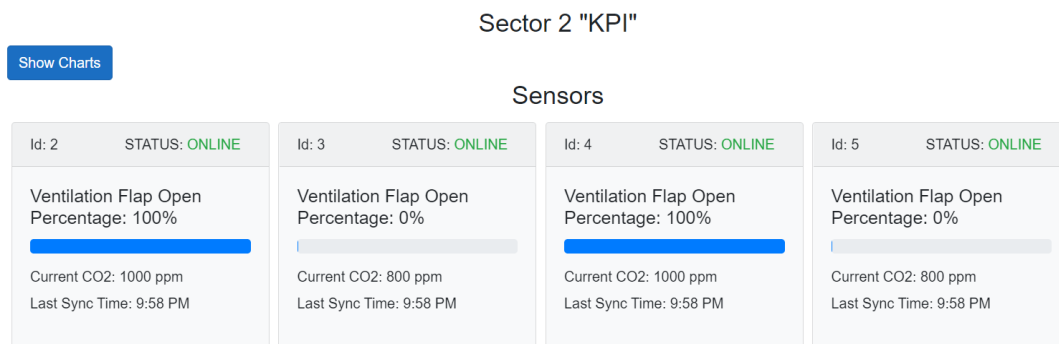 Sector 2 "KPI"
Show Charts
Sensors
Id: 2 STATUS: ONLINE
Ventilation Flap Open
Percentage: 100%
Current CO2: 1000 ppm
Last Sync Time: 9:58 PM
Id: 3 STATUS: ONLINE
Ventilation Flap Open
Percentage: 0%
Current CO2: 800 ppm
Last Sync Time: 9:58 PM
Id: 4 STATUS: ONLINE
Ventilation Flap Open
Percentage: 100%
Current CO2: 1000 ppm
Last Sync Time: 9:58 PM
Id: 5 STATUS: ONLINE
Ventilation Flap Open
Percentage: 0%
Current CO2: 800 ppm
Last Sync Time: 9:58 PM